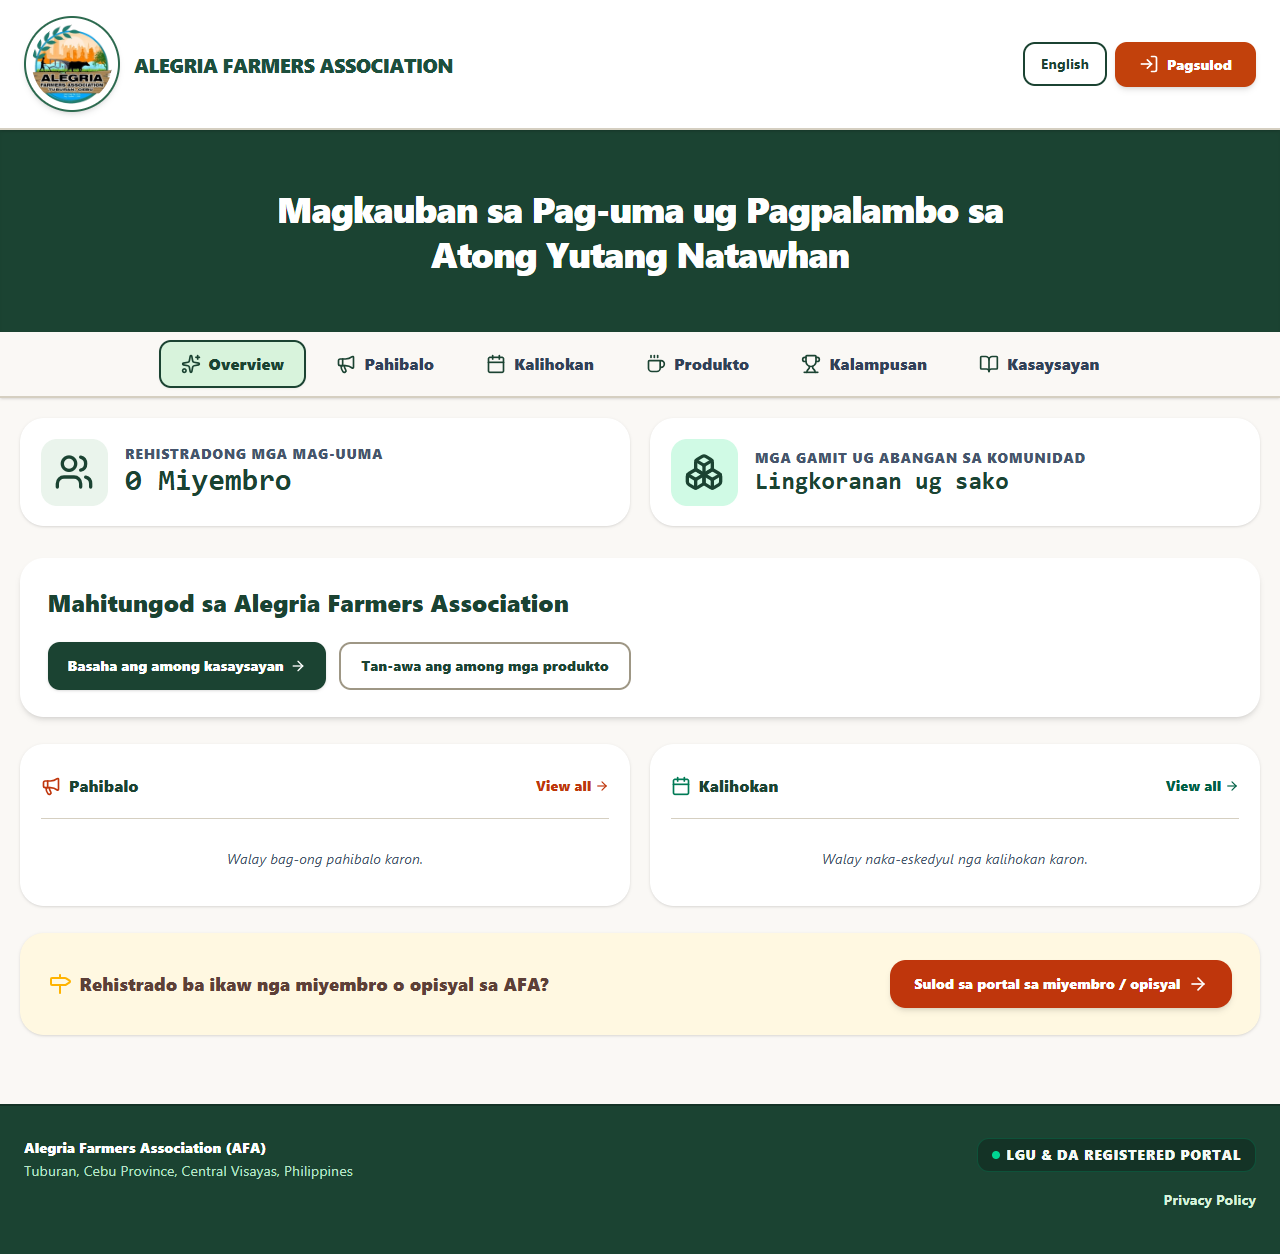 ALEGRIA
FARMERS ASSOCIATION
TUBURAN, CEBU
ALEGRIA FARMERS ASSOCIATION
English
Pagsulod
Magkauban sa Pag-uma ug Pagpalambo sa
Atong Yutang Natawhan
Overview
Pahibalo
Kalihokan
Produkto
Kalampusan
Kasaysayan
REHISTRADONG MGA MAG-UUMA
0 Miyembro
MGA GAMIT UG ABANGAN SA KOMUNIDAD
Lingkoranan ug sako
Mahitungod sa Alegria Farmers Association
Basaha ang among kasaysayan
Tan-awa ang among mga produkto
Pahibalo
View all
Walay bag-ong pahibalo karon.
Kalihokan
View all
Walay naka-eskedyul nga kalihokan karon.
Rehistrado ba ikaw nga miyembro o opisyal sa AFA?
Sulod sa portal sa miyembro / opisyal
Alegria Farmers Association (AFA)
Tuburan, Cebu Province, Central Visayas, Philippines
LGU & DA REGISTERED PORTAL
Privacy Policy